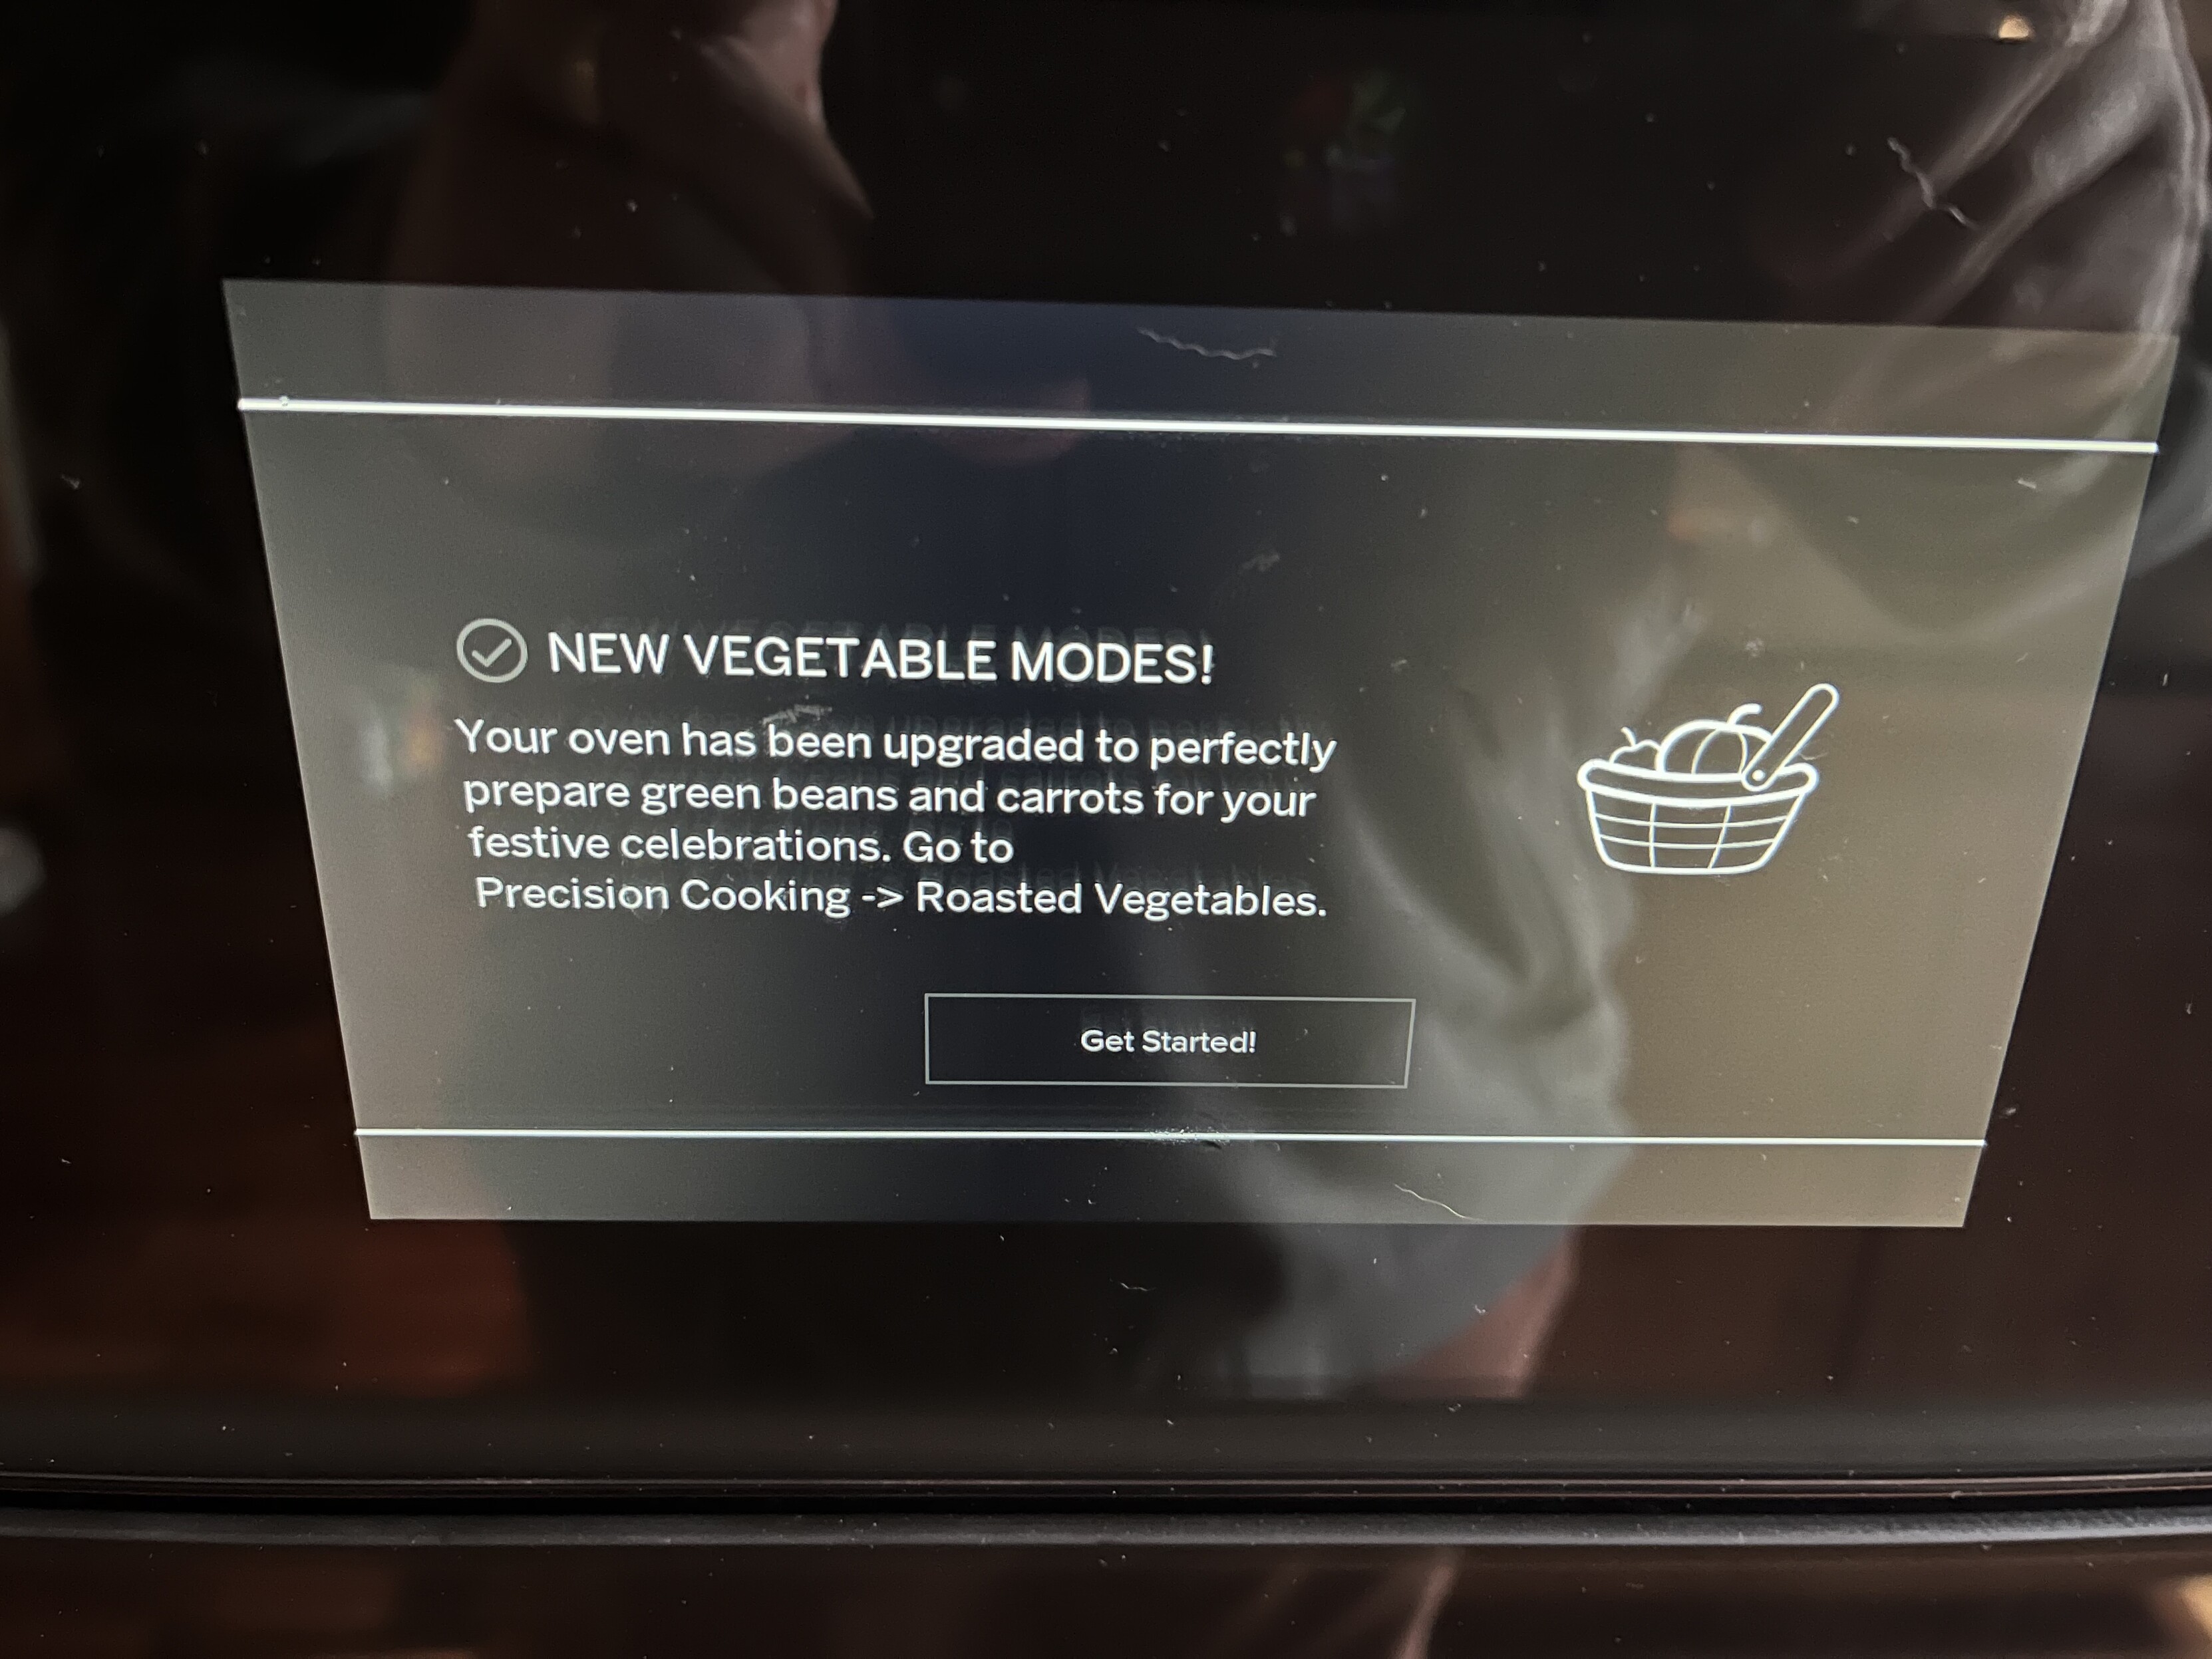 NEW VEGETABLE MODES!
Your oven has been upgraded to perfectly
prepare green beans and carrots for your
festive celebrations. Go to
Precision Cooking -> Roasted Vegetables.
Get Started!